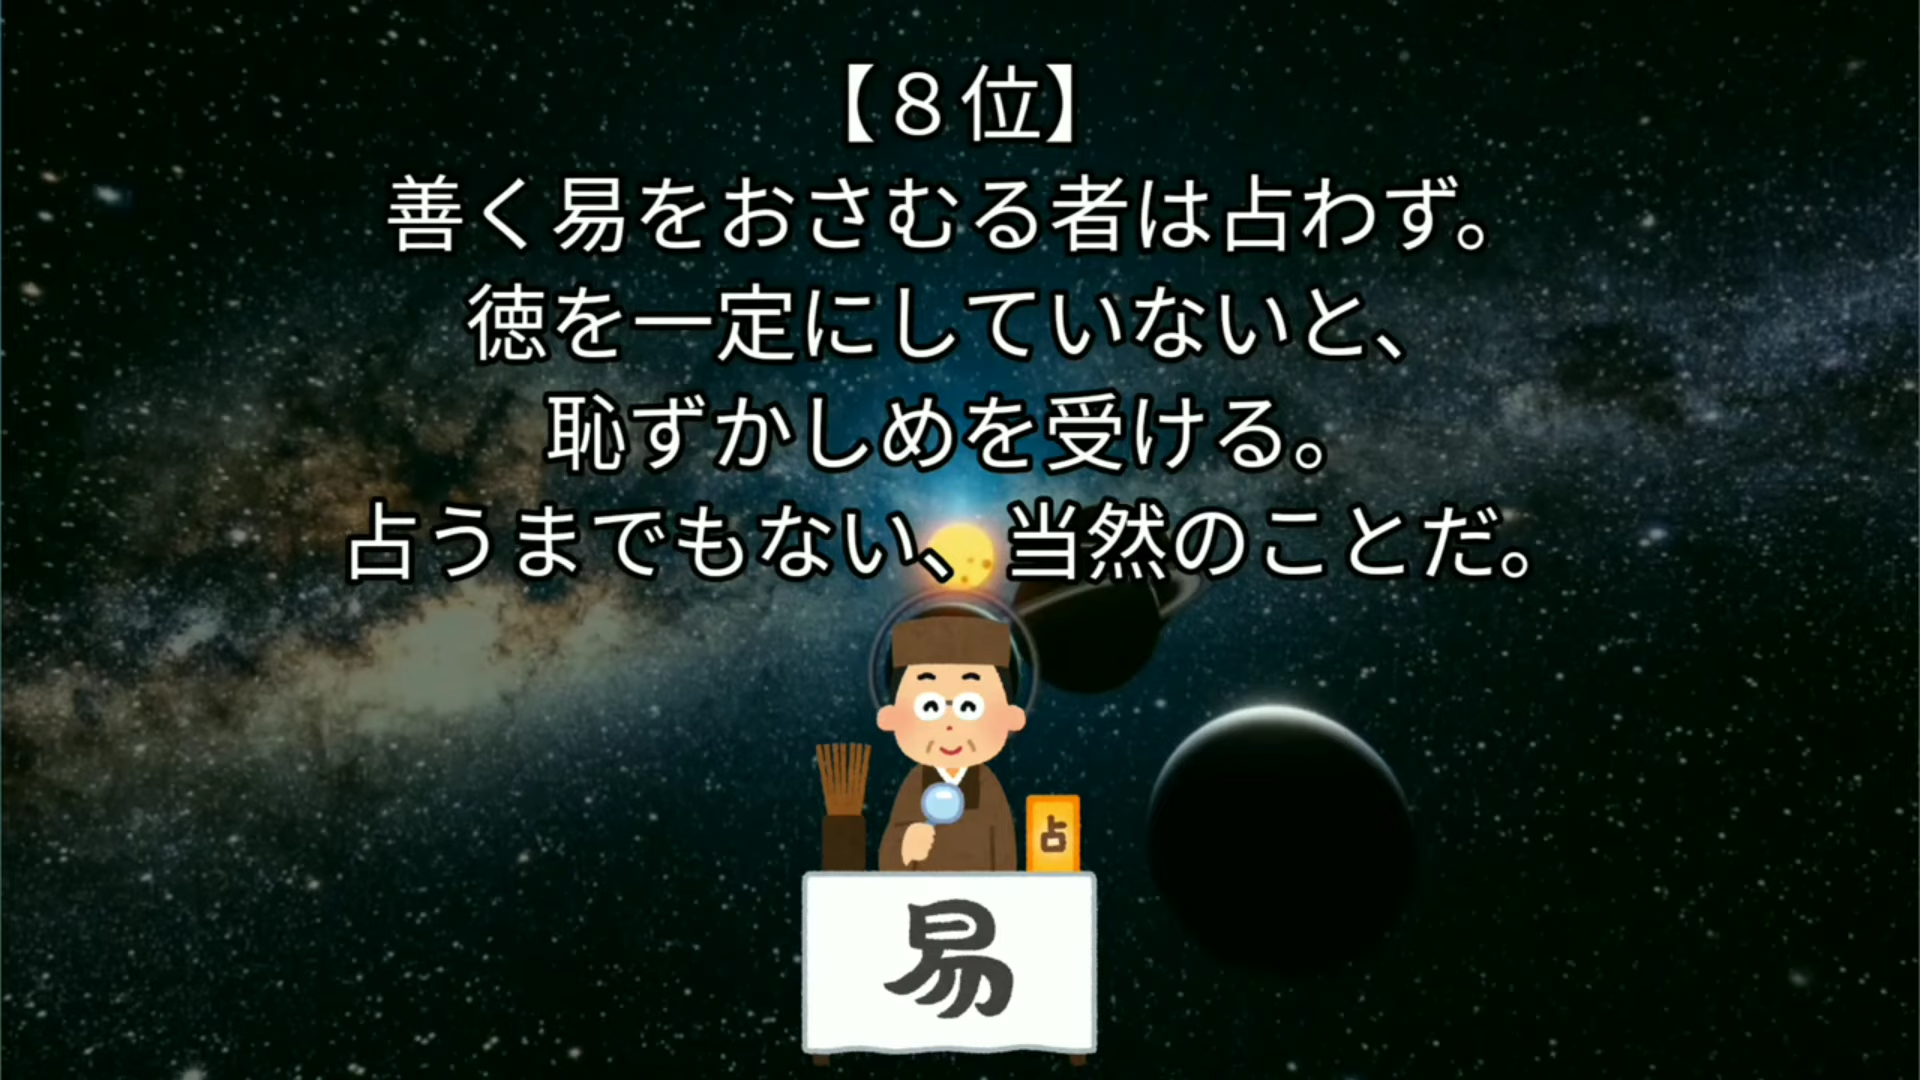 【８位】
善く易をおさむる者は占わず。
徳を一定にしていないと、
恥ずかしめを受ける。
占うまでもない、当然のことだ。
占
易